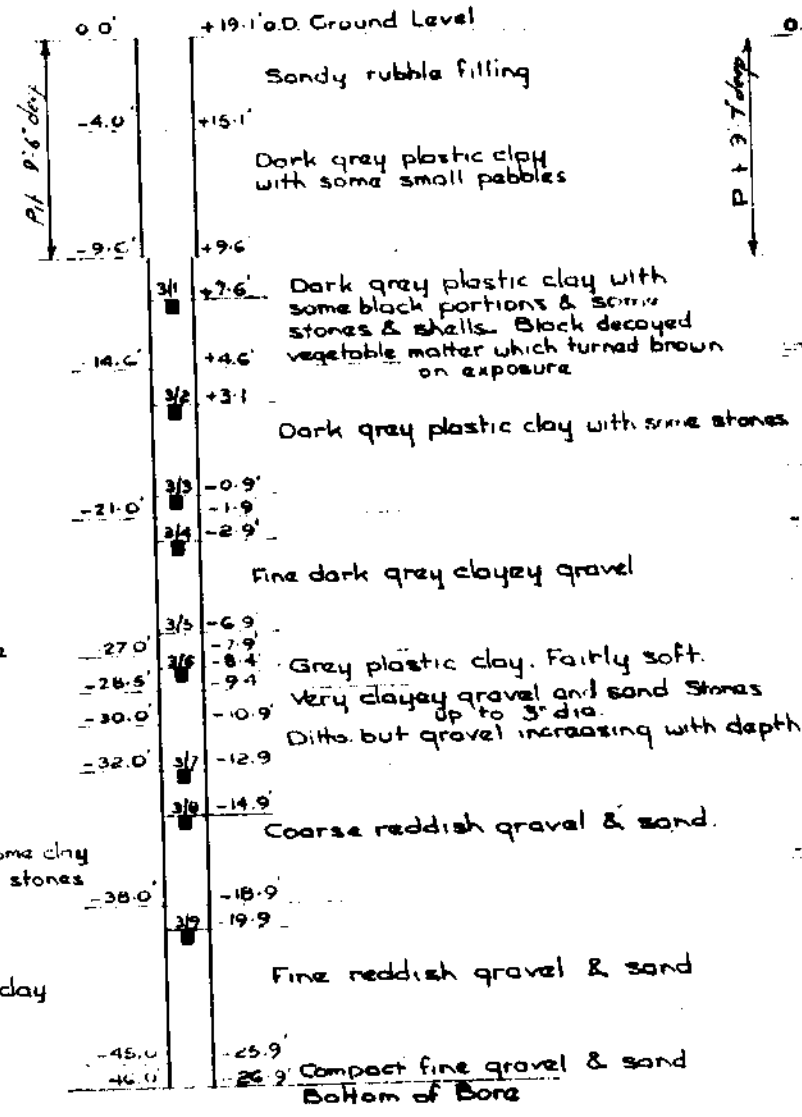 0.0' +19.1' O.D. Ground Level
0.
Sandy rubble filling
Pit 9'.6" deep
-4.0' +15.1'
Dark grey plastic clay
with some small pebbles
deep
-9.6' +9.6'
3/1 +7.6' Dark grey plastic clay with
some black portions & some
stones & shells. Black decayed
-14.6' +4.6' vegetable matter which turned brown
on exposure
3/2 +3.1
Dark grey plastic clay with some stones
3/3 -0.9'
-21.0' -1.9
3/4 -2.9'
Fine dark grey clayey gravel
3/5 -6.9
27.0' -7.9'
3/6 -8.4' Grey plastic clay. Fairly soft.
-28.5' -9.4
Very clayey gravel and sand Stones
up to 3" dia.
-30.0' -10.9'
Ditto. but gravel increasing with depth
-32.0' 3/7 -12.9
3/8 -14.9'
Coarse reddish gravel & sand.
ome clay
stones
-38.0' -18.9'
3/9 -19.9
Fine reddish gravel & sand
clay
-45.0 -25.9'
46.0' -26.9' Compact fine gravel & sand
Bottom of Bore